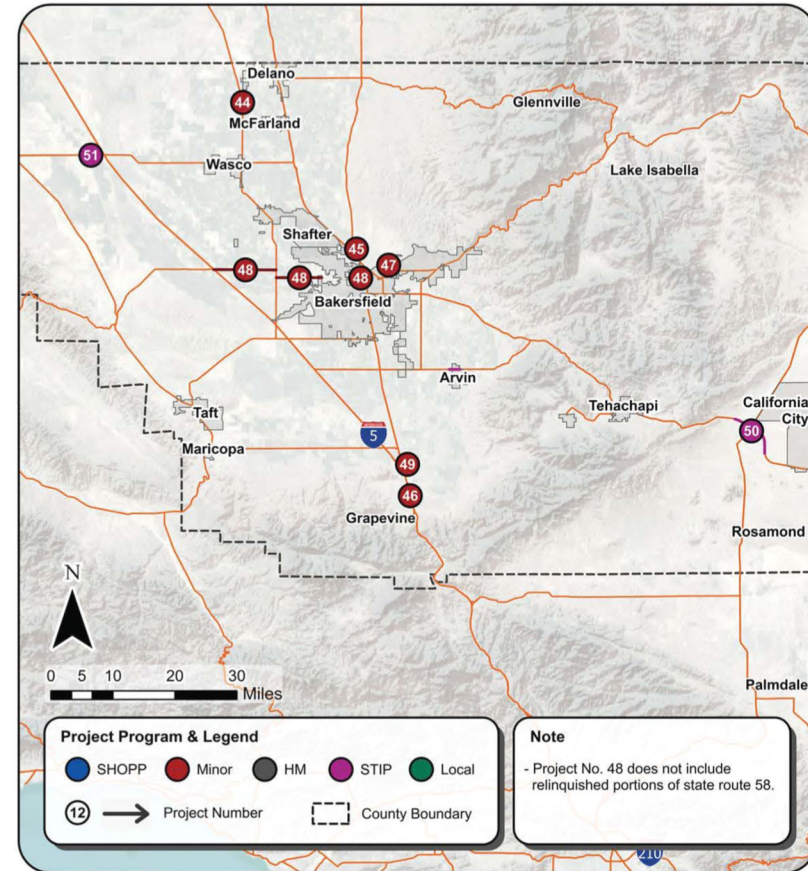 Delano
44
McFarland
Glennville
51
Wasco
Lake Isabella
Shafter
45
47
48
48
48
Bakersfield
Arvin
Taft
Tehachapi
California
City
INTERSTATE
5
50
Maricopa
49
46
Grapevine
Rosamond
N
0 5 10 20 30
Miles
Palmdale
Project Program & Legend
SHOPP Minor HM STIP Local
12 Project Number County Boundary
Note
- Project No. 48 does not include
relinquished portions of state route 58.
210